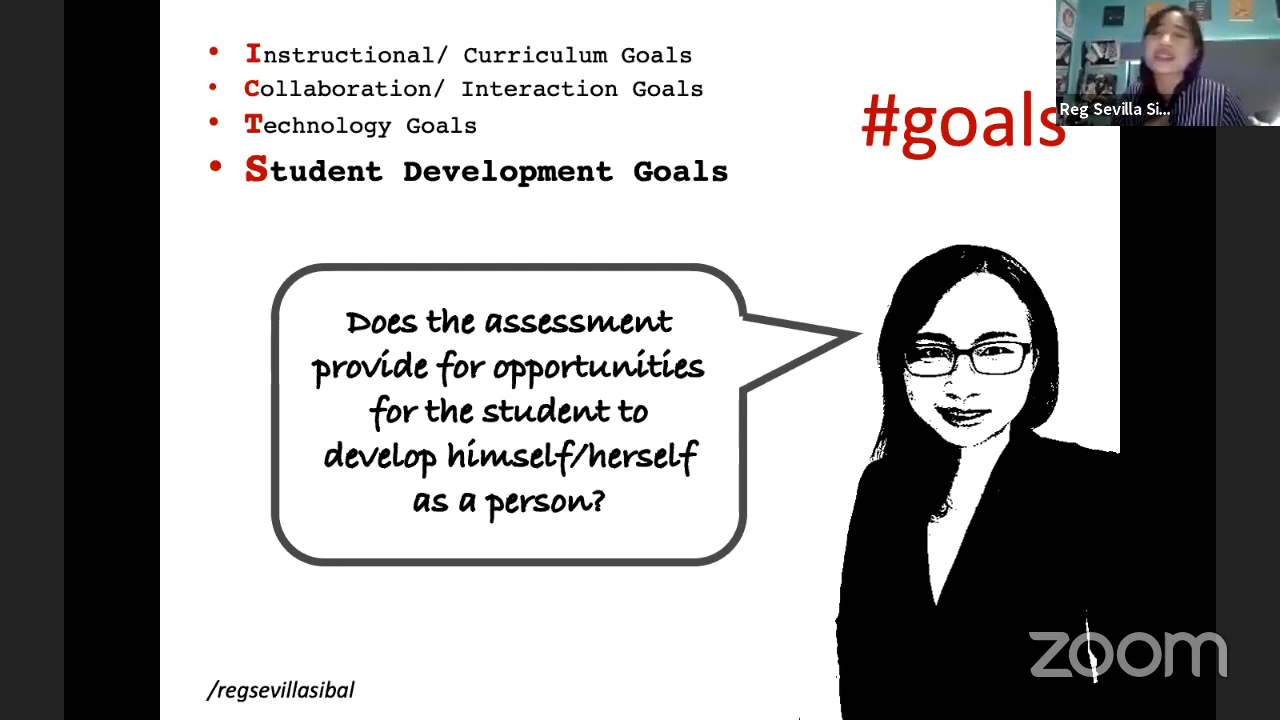 • Instructional/ Curriculum Goals
• Collaboration/ Interaction Goals
• Technology Goals
• Student Development Goals
#goals
Reg Sevilla Si...
Does the assessment
provide for opportunities
for the student to
develop himself/herself
as a person?
zoom
/regsevillasibal